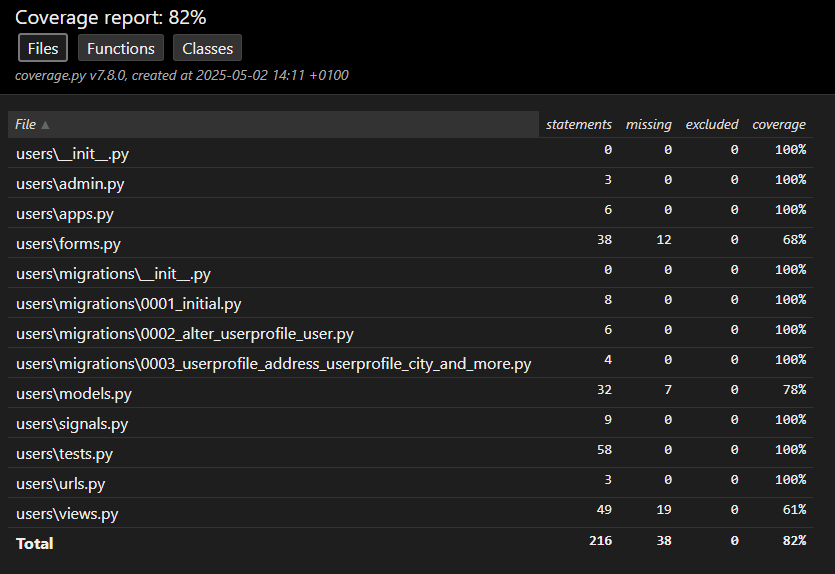 Coverage report: 82%
Files Functions Classes
coverage.py v7.8.0, created at 2025-05-02 14:11 +0100
File ▲ statements missing excluded coverage
users\__init__.py 0 0 0 100%
users\admin.py 3 0 0 100%
users\apps.py 6 0 0 100%
users\forms.py 38 12 0 68%
users\migrations\__init__.py 0 0 0 100%
users\migrations\0001_initial.py 8 0 0 100%
users\migrations\0002_alter_userprofile_user.py 6 0 0 100%
users\migrations\0003_userprofile_address_userprofile_city_and_more.py 4 0 0 100%
users\models.py 32 7 0 78%
users\signals.py 9 0 0 100%
users\tests.py 58 0 0 100%
users\urls.py 3 0 0 100%
users\views.py 49 19 0 61%
Total 216 38 0 82%